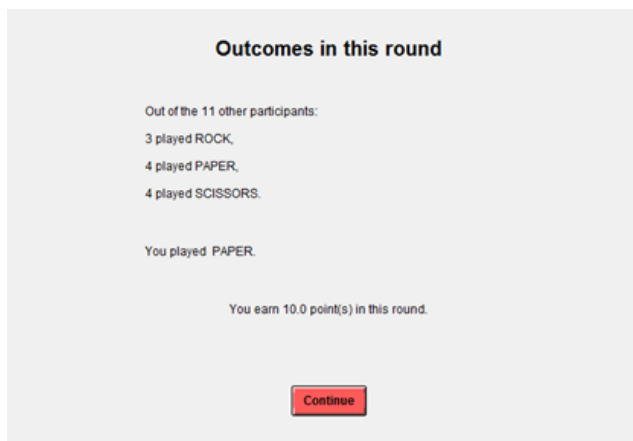 Outcomes in this round
Out of the 11 other participants:
3 played ROCK,
4 played PAPER,
4 played SCISSORS.
You played PAPER.
You earn 10.0 point(s) in this round.
Continue